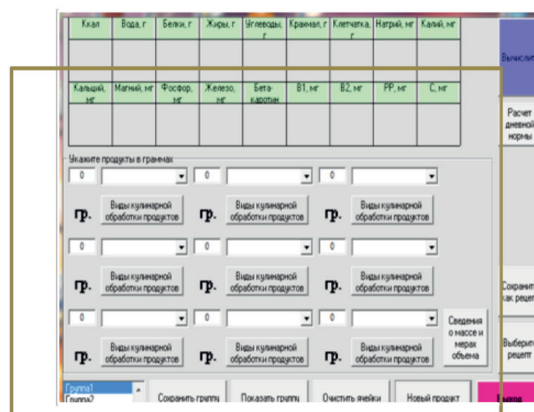 Ккал Вода, г Белки, г Жиры, г Углеводы, г Крахмал, г Клетчатка, г Натрий, мг Калий, мг
Вычислить
Кальций, мг Магний, мг Фосфор, мг Железо, мг Бета-каротин В1, мг В2, мг РР, мг С, мг
Расчет
дневной
нормы
Укажите продукты в граммах
0 0 0
гр. Виды кулинарной обработки продуктов гр. Виды кулинарной обработки продуктов гр. Виды кулинарной обработки продуктов
0 0 0
гр. Виды кулинарной обработки продуктов гр. Виды кулинарной обработки продуктов гр. Виды кулинарной обработки продуктов
Сохранить
как рецепт
0 0 0
Сведения
о массе и
мерах
объема
гр. Виды кулинарной обработки продуктов гр. Виды кулинарной обработки продуктов гр. Виды кулинарной обработки продуктов
Выберите
рецепт
Группа1
Группа2
Сохранить группу Показать группу Очистить ячейки Новый продукт Выход